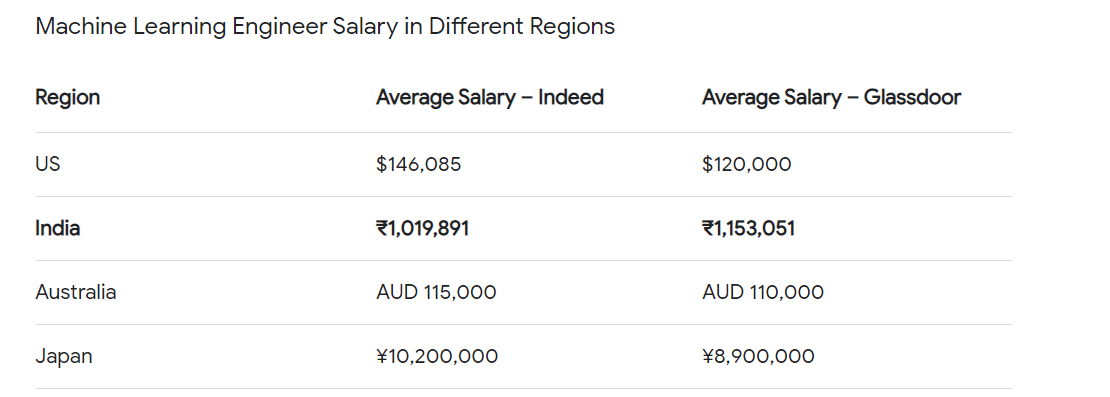 Machine Learning Engineer Salary in Different Regions
Region Average Salary – Indeed Average Salary – Glassdoor
US $146,085 $120,000
India ₹1,019,891 ₹1,153,051
Australia AUD 115,000 AUD 110,000
Japan ¥10,200,000 ¥8,900,000